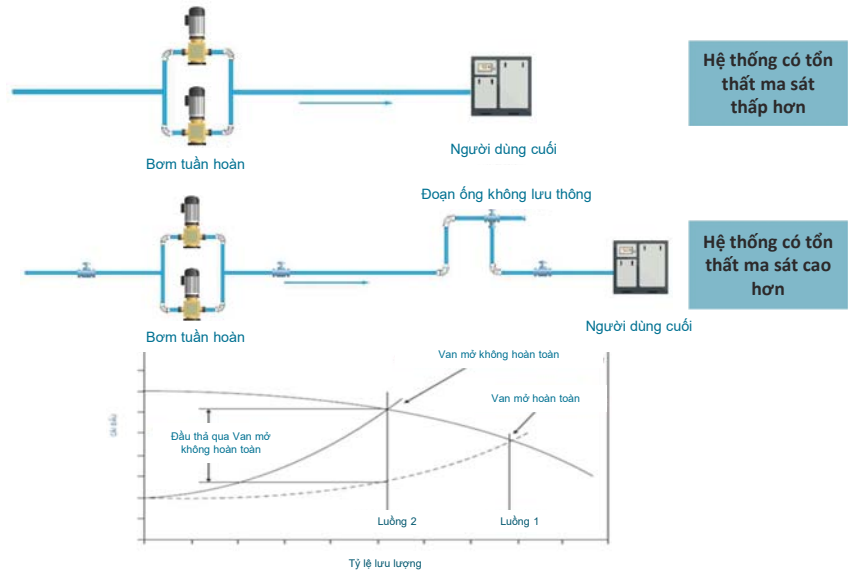 Hệ thống có tổn
thất ma sát
thấp hơn
Người dùng cuối
Bơm tuần hoàn
Đoạn ống không lưu thông
Hệ thống có tổn
thất ma sát cao
hơn
Người dùng cuối
Bơm tuần hoàn
Van mở không hoàn toàn
Van mở hoàn toàn
Đầu thả qua Van mở
không hoàn toàn
Luồng 2
Luồng 1
Tỷ lệ lưu lượng